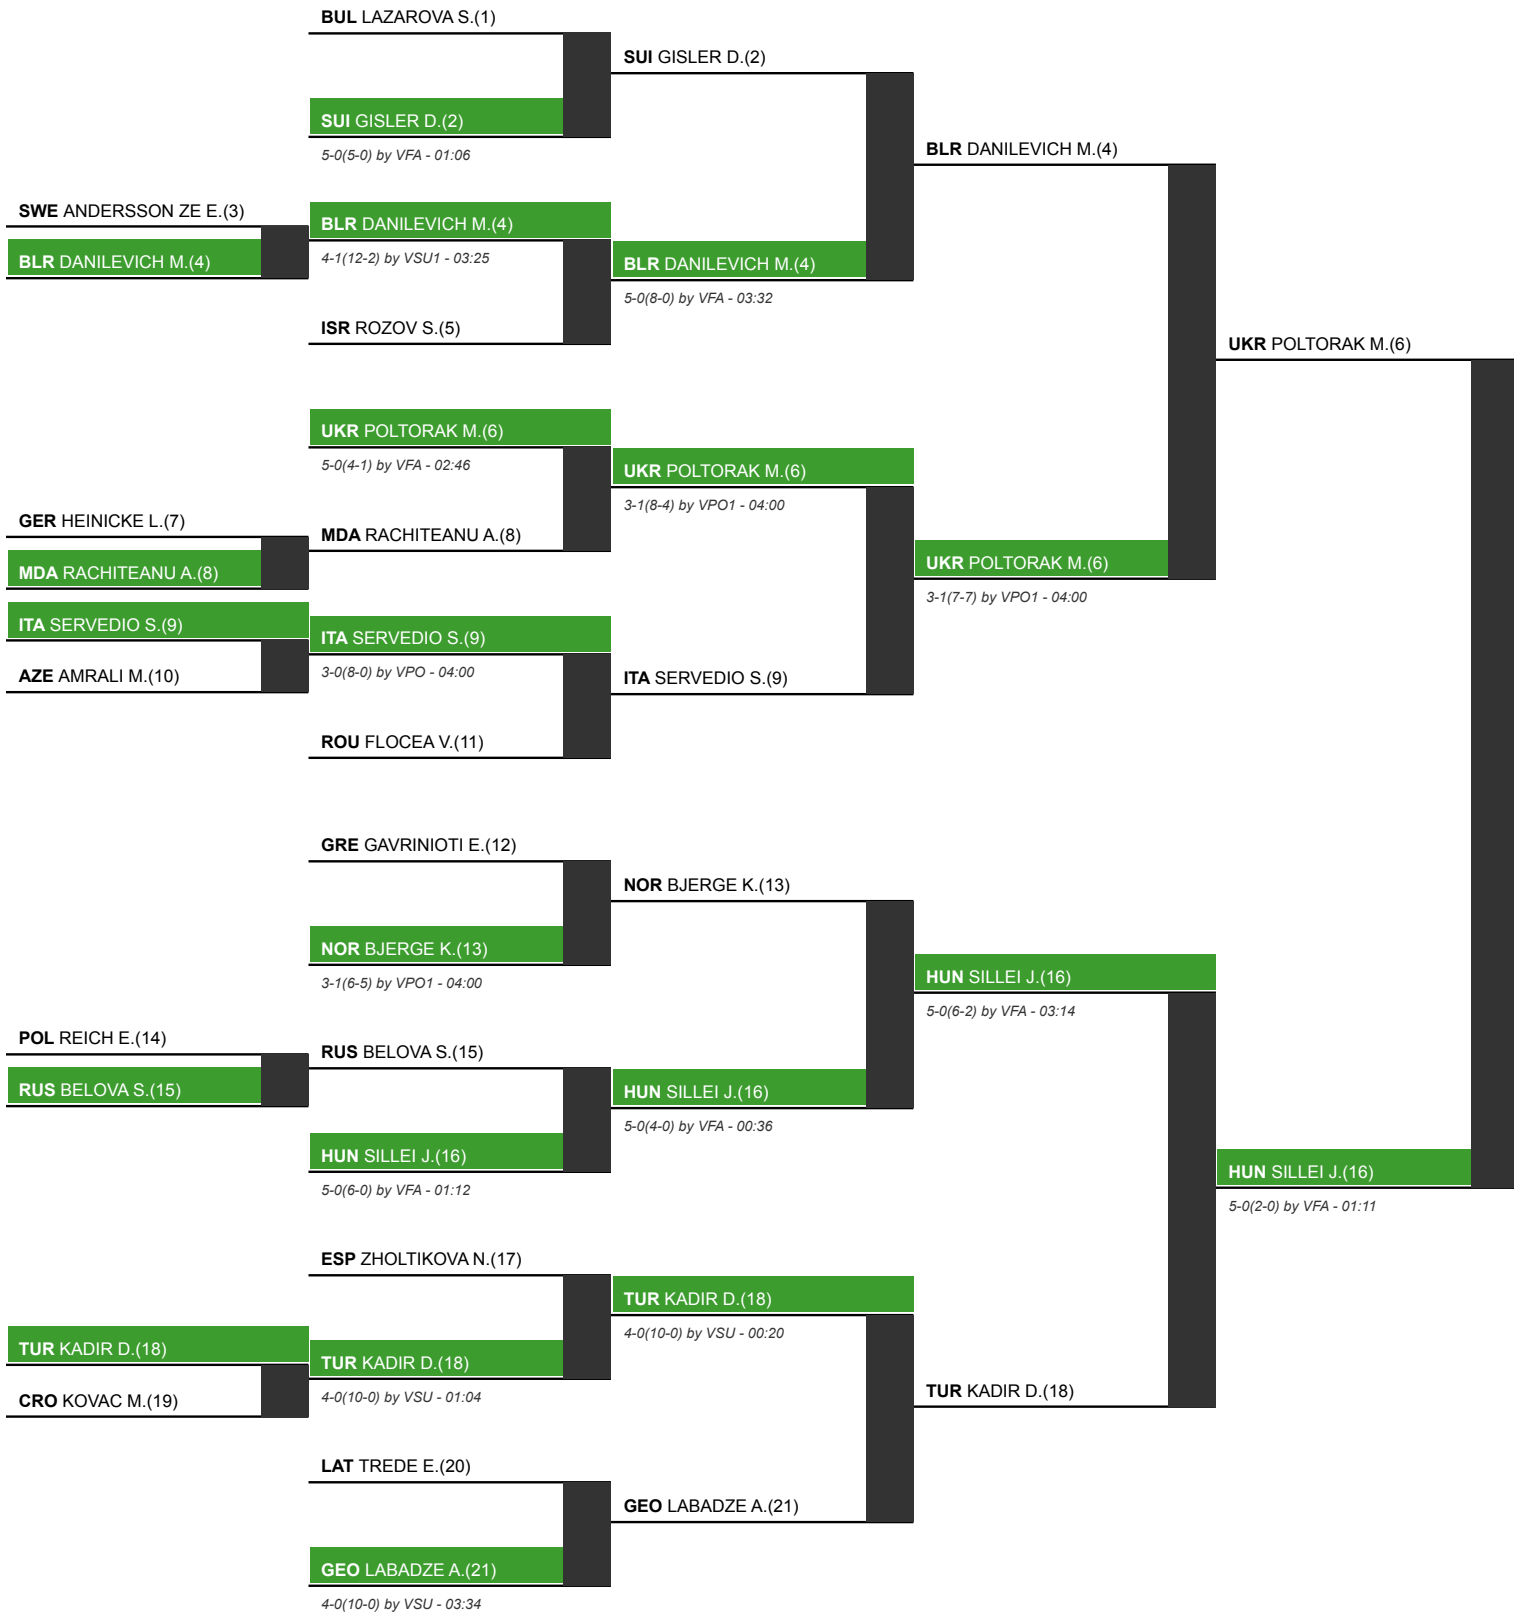 BUL LAZAROVA S.(1)
SUI GISLER D.(2)
5-0(5-0) by VFA - 01:06
SWE ANDERSSON ZE E.(3)
BLR DANILEVICH M.(4)
BLR DANILEVICH M.(4)
4-1(12-2) by VSU1 - 03:25
ISR ROZOV S.(5)
UKR POLTORAK M.(6)
5-0(4-1) by VFA - 02:46
GER HEINICKE L.(7)
MDA RACHITEANU A.(8)
MDA RACHITEANU A.(8)
ITA SERVEDIO S.(9)
AZE AMRALI M.(10)
ITA SERVEDIO S.(9)
3-0(8-0) by VPO - 04:00
ROU FLOCEA V.(11)
GRE GAVRINIOTI E.(12)
NOR BJERGE K.(13)
3-1(6-5) by VPO1 - 04:00
POL REICH E.(14)
RUS BELOVA S.(15)
RUS BELOVA S.(15)
HUN SILLEI J.(16)
5-0(6-0) by VFA - 01:12
ESP ZHOLTIKOVA N.(17)
TUR KADIR D.(18)
CRO KOVAC M.(19)
TUR KADIR D.(18)
4-0(10-0) by VSU - 01:04
LAT TREDE E.(20)
GEO LABADZE A.(21)
4-0(10-0) by VSU - 03:34
SUI GISLER D.(2)
BLR DANILEVICH M.(4)
5-0(8-0) by VFA - 03:32
UKR POLTORAK M.(6)
3-1(8-4) by VPO1 - 04:00
ITA SERVEDIO S.(9)
NOR BJERGE K.(13)
HUN SILLEI J.(16)
5-0(4-0) by VFA - 00:36
TUR KADIR D.(18)
4-0(10-0) by VSU - 00:20
GEO LABADZE A.(21)
BLR DANILEVICH M.(4)
UKR POLTORAK M.(6)
3-1(7-7) by VPO1 - 04:00
HUN SILLEI J.(16)
5-0(6-2) by VFA - 03:14
TUR KADIR D.(18)
UKR POLTORAK M.(6)
HUN SILLEI J.(16)
5-0(2-0) by VFA - 01:11